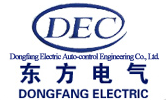 DEC
Dongfang Electric Auto-control Engineering Co., Ltd.
东方电气
DONGFANG ELECTRIC